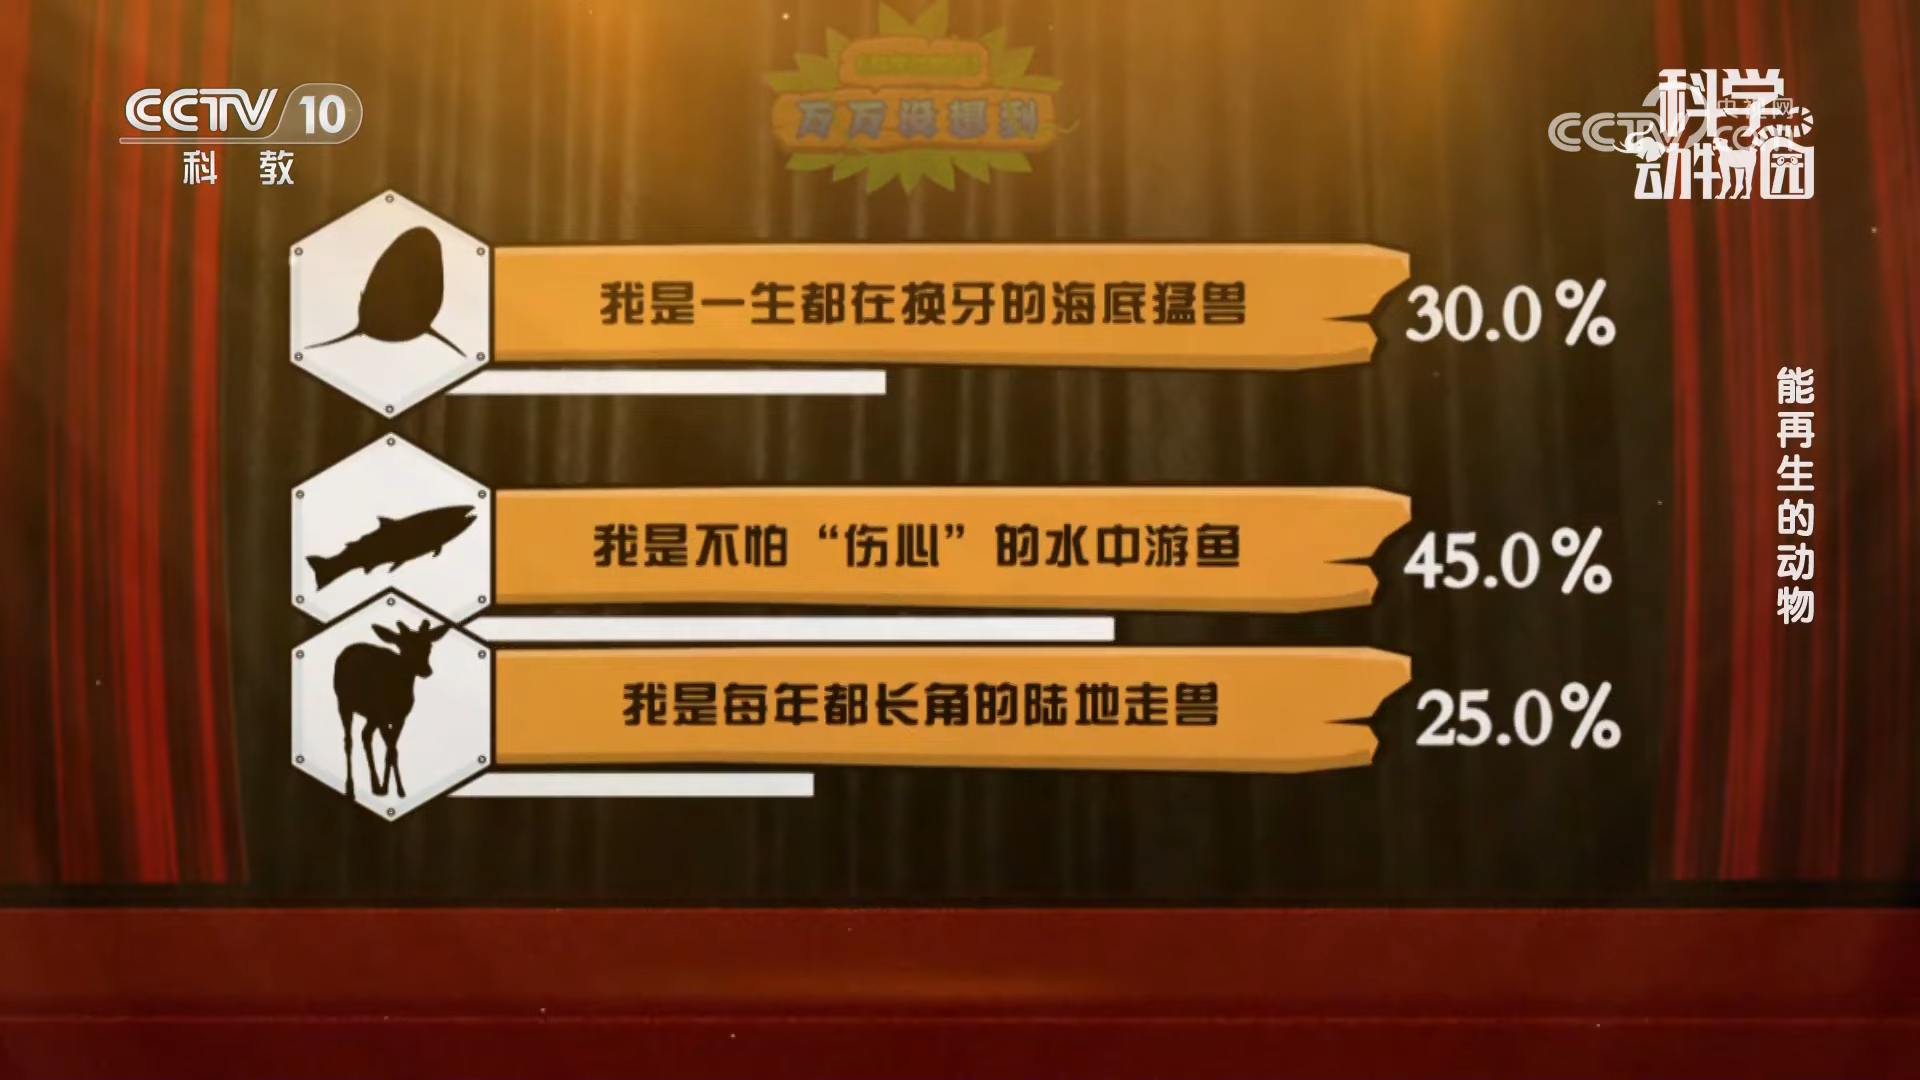 CCTV 10
科教
万万没想到
科学
动物园
我是一生都在换牙的海底猛兽
30.0%
我是不怕“伤心”的水中游鱼
45.0%
我是每年都长角的陆地走兽
25.0%
能再生的动物